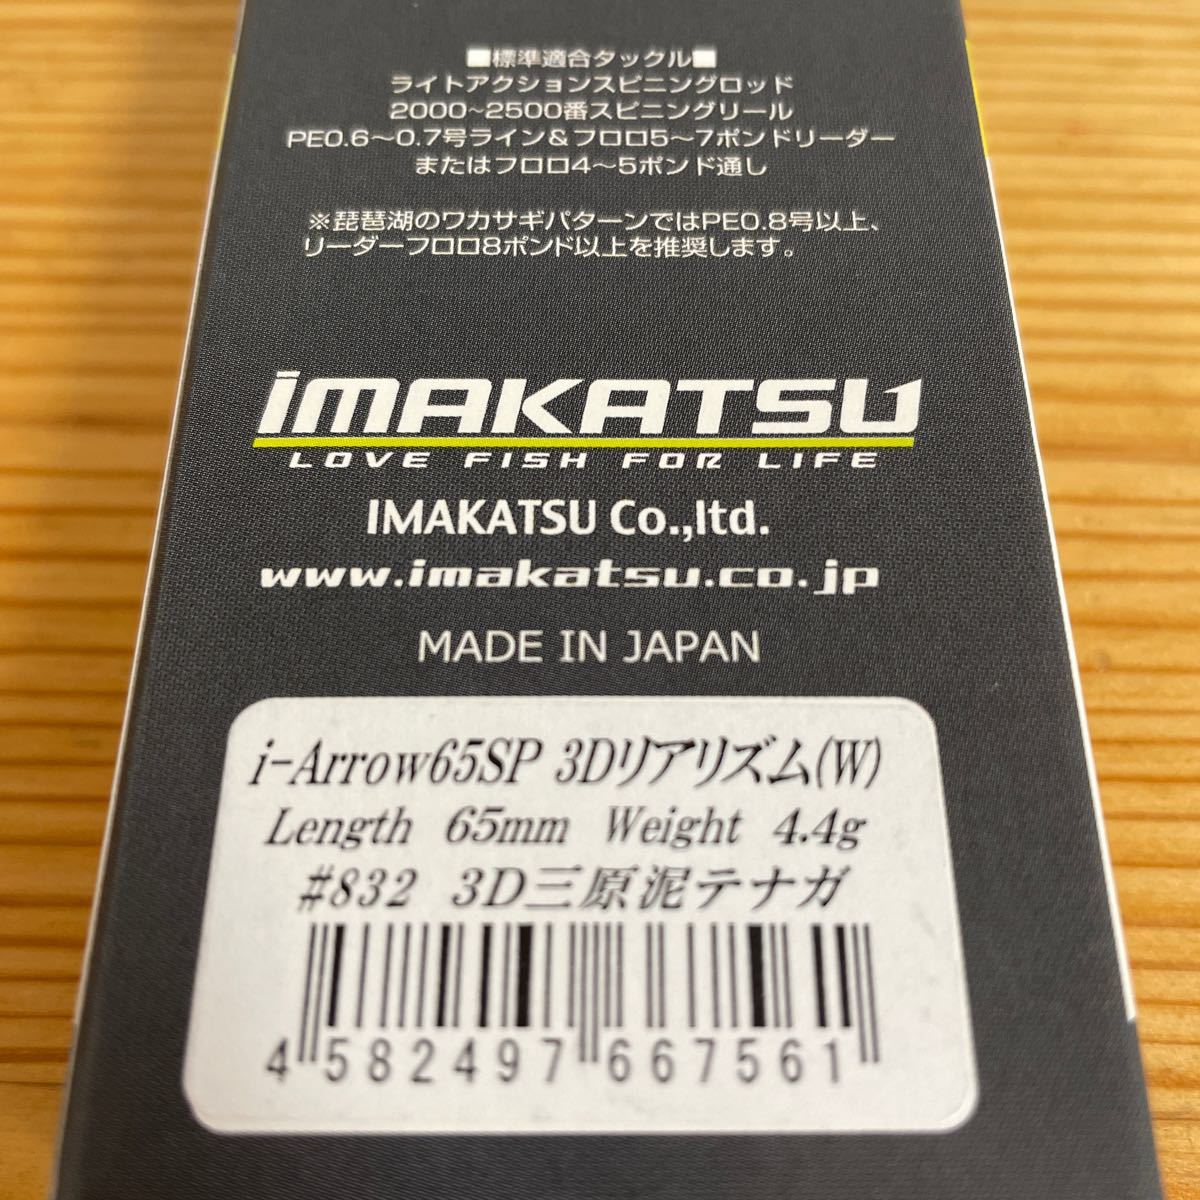 ■標準適合タックル■
ライトアクションスピニングロッド
2000~2500番スピニングリール
PE0.6〜0.7号ライン&フロロ5〜7ポンドリーダー
またはフロロ4〜5ポンド通し
※琵琶湖のワカサギパターンではPE0.8号以上、
リーダーフロロ8ポンド以上を推奨します。
iMAKATSU
LOVE FISH FOR LIFE
IMAKATSU Co.,ltd.
www.imakatsu.co.jp
MADE IN JAPAN
i-Arrow65SP 3Dリアリズム(W)
Length 65mm Weight 4.4g
#832 3D三原泥テナガ
4 582497 667561